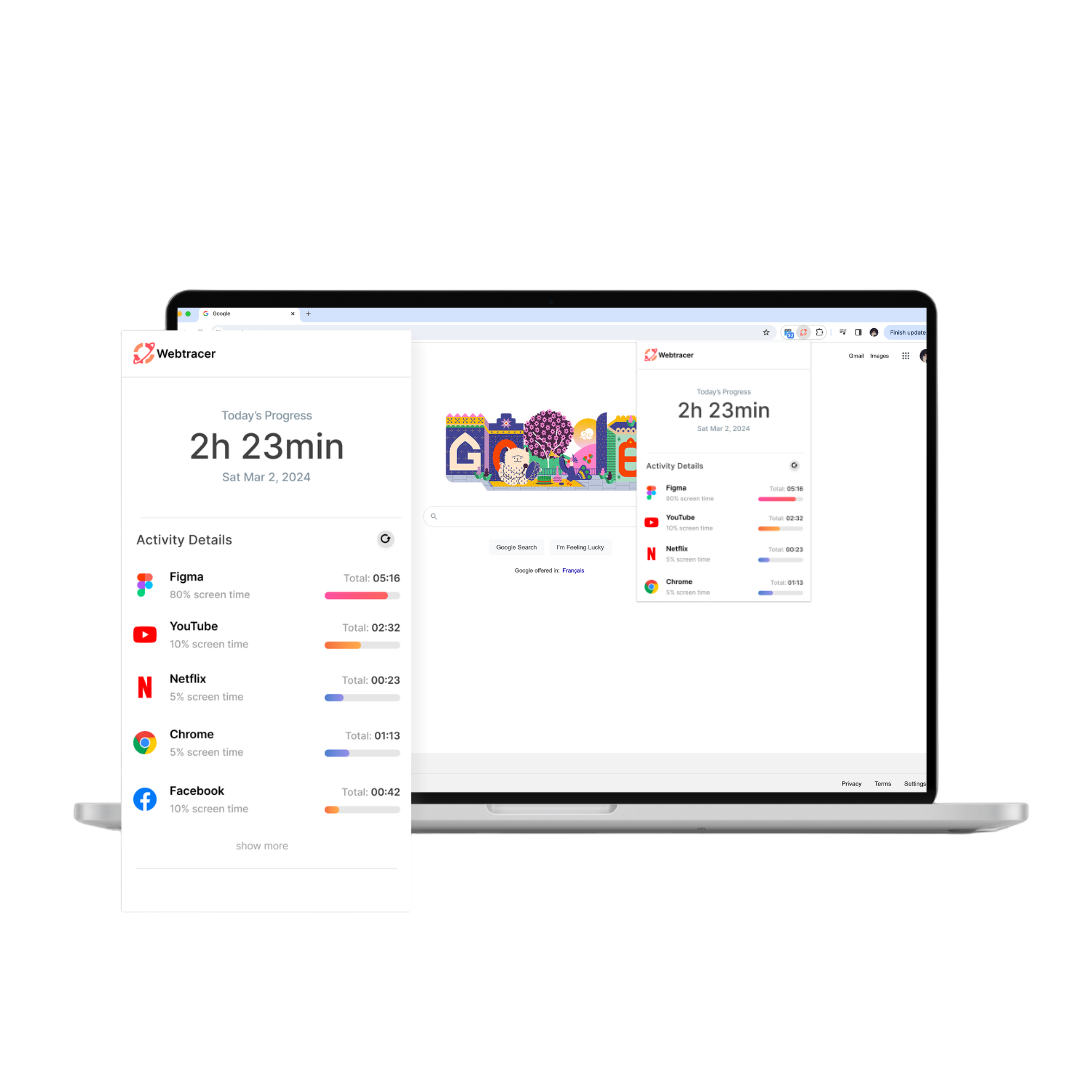 Google
Finish update
Gmail Images
Webtracer
Today's Progress
2h 23min
Sat Mar 2, 2024
Activity Details
Figma
Total: 05:16
80% screen time
YouTube
Total: 02:32
10% screen time
Netflix
Total: 00:23
5% screen time
Chrome
Total: 01:13
5% screen time
Facebook
Total: 00:42
10% screen time
show more
Google Search I'm Feeling Lucky
Google offered in: Français
Webtracer
Today's Progress
2h 23min
Sat Mar 2, 2024
Activity Details
Figma
Total: 05:16
80% screen time
YouTube
Total: 02:32
10% screen time
Netflix
Total: 00:23
5% screen time
Chrome
Total: 01:13
5% screen time
Privacy Terms Settings